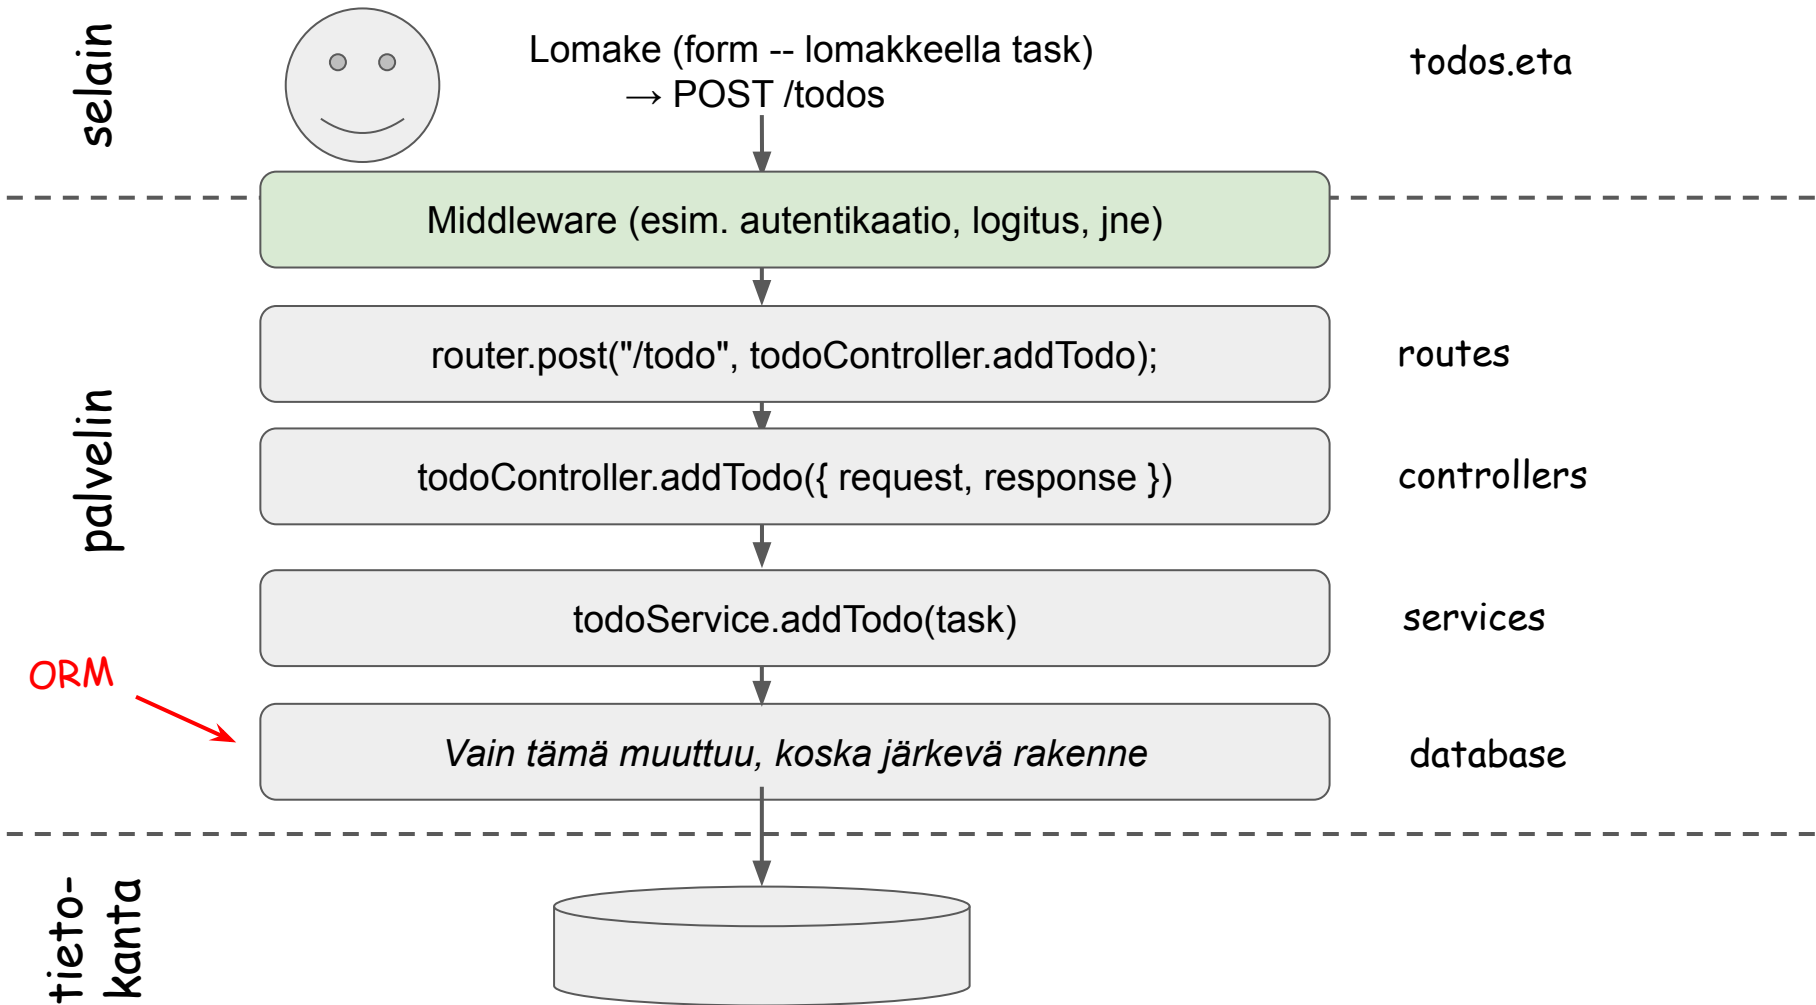 selain
Lomake (form -- lomakkeella task)
→ POST /todos
todos.eta
Middleware (esim. autentikaatio, logitus, jne)
palvelin
router.post("/todo", todoController.addTodo);
routes
todoController.addTodo({ request, response })
controllers
todoService.addTodo(task)
services
ORM
Vain tämä muuttuu, koska järkevä rakenne
database
tieto-
kanta